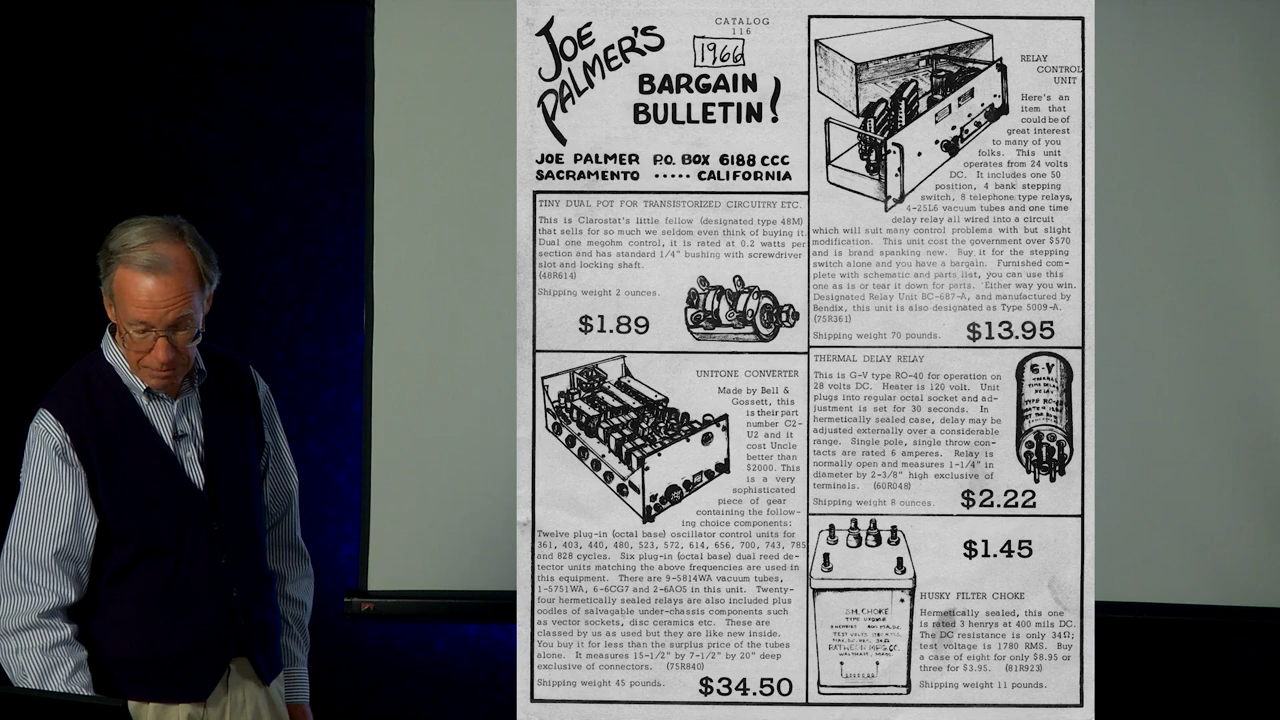 JOE
PALMER'S
CATALOG
116
1966
BARGAIN
BULLETIN!
JOE PALMER P.O. BOX 6188 CCC
SACRAMENTO ..... CALIFORNIA
TINY DUAL POT FOR TRANSISTORIZED CIRCUITRY ETC.
This is Clarostat's little fellow (designated type 48M)
that sells for so much we seldom even think of buying it.
Dual one megohm control, it is rated at 0.2 watts per
section and has standard 1/4" bushing with screwdriver
slot and locking shaft.
(48R614)
Shipping weight 2 ounces.
$1.89
UNITONE CONVERTER
Made by Bell &
Gossett, this
is their part
number C2-
U2 and it
cost Uncle
better than
$2000. This
is a very
sophisticated
piece of gear
containing the follow-
ing choice components:
Twelve plug-in (octal base) oscillator control units for
361, 403, 440, 480, 523, 572, 614, 656, 700, 743, 785
and 828 cycles. Six plug-in (octal base) dual reed de-
tector units matching the above frequencies are used in
this equipment. There are 9-5814WA vacuum tubes,
1-5751WA, 6-6CG7 and 2-6AO5 in this unit. Twenty-
four hermetically sealed relays are also included plus
oodles of salvagable under-chassis components such
as vector sockets, disc ceramics etc. These are
classed by us as used but they are like new inside.
You buy it for less than the surplus price of the tubes
alone. It measures 15-1/2" by 7-1/2" by 20" deep
exclusive of connectors. (75R840)
Shipping weight 45 pounds.
$34.50
RELAY
CONTROL
UNIT
Here's an
item that
could be of
great interest
to many of you
folks. This unit
operates from 24 volts
DC. It includes one 50
position, 4 bank stepping
switch, 8 telephone type relays,
4-25L6 vacuum tubes and one time
delay relay all wired into a circuit
which will suit many control problems with but slight
modification. This unit cost the government over $570
and is brand spanking new. Buy it for the stepping
switch alone and you have a bargain. Furnished com-
plete with schematic and parts list, you can use this
one as is or tear it down for parts. Either way you win.
Designated Relay Unit BC-687-A, and manufactured by
Bendix, this unit is also designated as Type 5009-A.
(75R361)
Shipping weight 70 pounds.
$13.95
THERMAL DELAY RELAY
This is G-V type RO-40 for operation on
28 volts DC. Heater is 120 volt. Unit
plugs into regular octal socket and ad-
justment is set for 30 seconds. In
hermetically sealed case, delay may be
adjusted externally over a considerable
range. Single pole, single throw con-
tacts are rated 6 amperes. Relay is
normally open and measures 1-1/4" in
diameter by 2-3/8" high exclusive of
terminals. (60R048)
Shipping weight 8 ounces.
$2.22
G-V
THERMAL
TIME DELAY
RELAY
$1.45
HUSKY FILTER CHOKE
Hermetically sealed, this one
is rated 3 henrys at 400 mils DC.
The DC resistance is only 34Ω;
test voltage is 1780 RMS. Buy
a case of eight for only $8.95 or
three for $3.95. (81R923)
Shipping weight 11 pounds.
CHOKE
RAYTHEON MFG. CO.
WALTHAM, MASS.